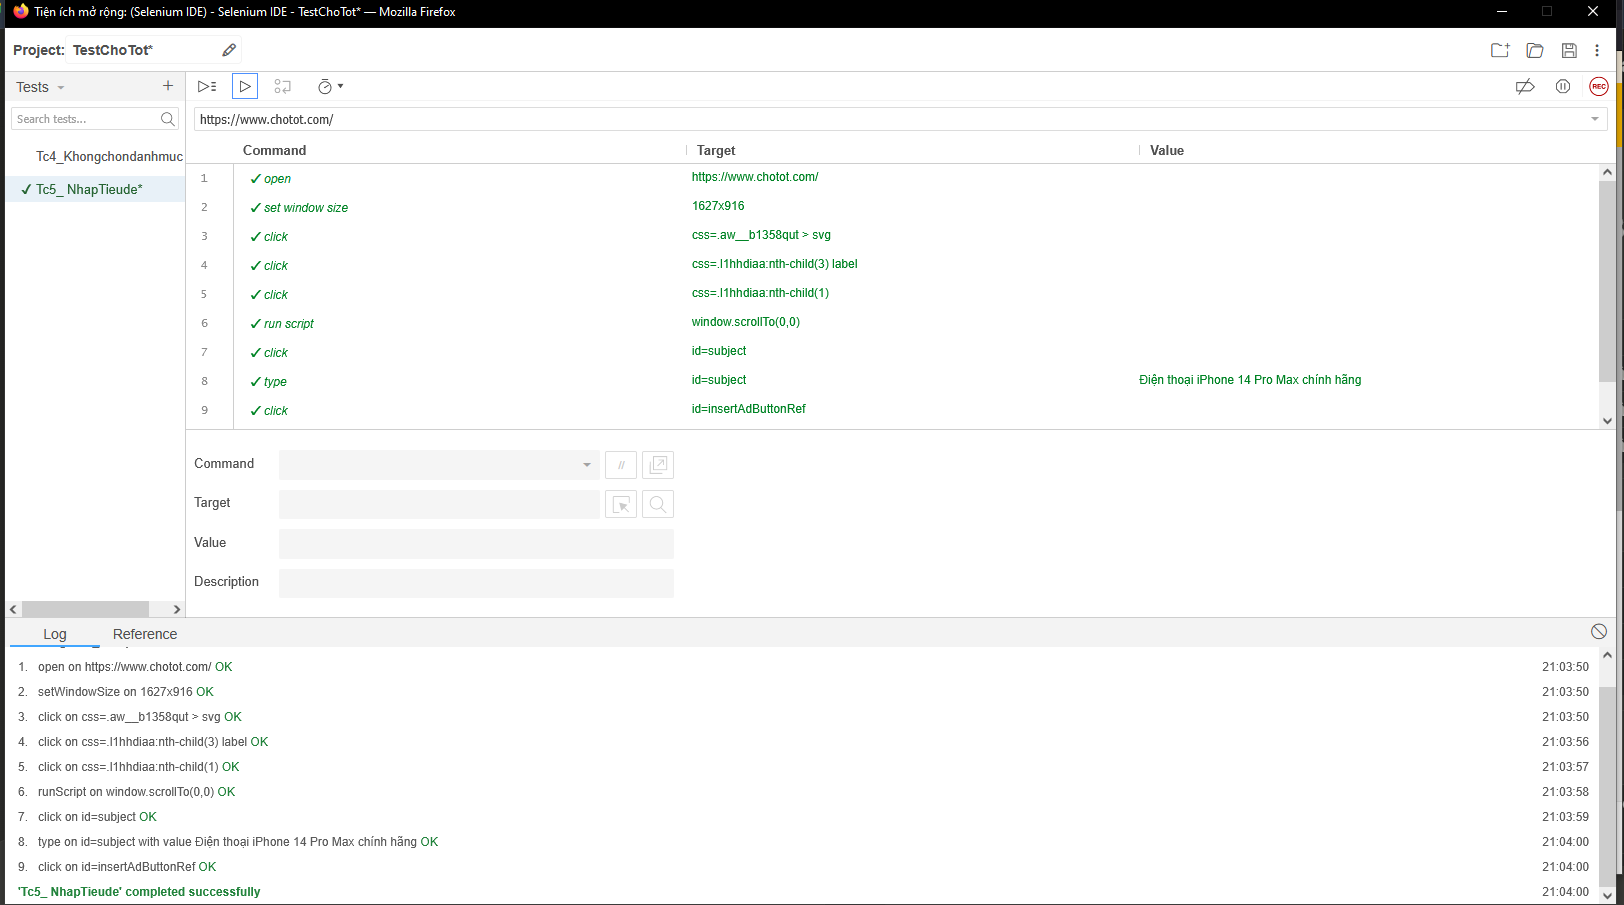 Tiện ích mở rộng: (Selenium IDE) - Selenium IDE - TestChoTot* — Mozilla Firefox
Project: TestChoTot*
Tests
Search tests...
Tc4_Khongchondanhmuc
✓ Tc5_ NhapTieude*
REC
https://www.chotot.com/
Command Target Value
1 ✓ open https://www.chotot.com/
2 ✓ set window size 1627x916
3 ✓ click css=.aw__b1358qut > svg
4 ✓ click css=.l1hhdiaa:nth-child(3) label
5 ✓ click css=.l1hhdiaa:nth-child(1)
6 ✓ run script window.scrollTo(0,0)
7 ✓ click id=subject
8 ✓ type id=subject Điện thoại iPhone 14 Pro Max chính hãng
9 ✓ click id=insertAdButtonRef
Command //
Target
Value
Description
Log Reference
1. open on https://www.chotot.com/ OK 21:03:50
2. setWindowSize on 1627x916 OK 21:03:50
3. click on css=.aw__b1358qut > svg OK 21:03:50
4. click on css=.l1hhdiaa:nth-child(3) label OK 21:03:56
5. click on css=.l1hhdiaa:nth-child(1) OK 21:03:57
6. runScript on window.scrollTo(0,0) OK 21:03:58
7. click on id=subject OK 21:03:59
8. type on id=subject with value Điện thoại iPhone 14 Pro Max chính hãng OK 21:04:00
9. click on id=insertAdButtonRef OK 21:04:00
'Tc5_ NhapTieude' completed successfully 21:04:00